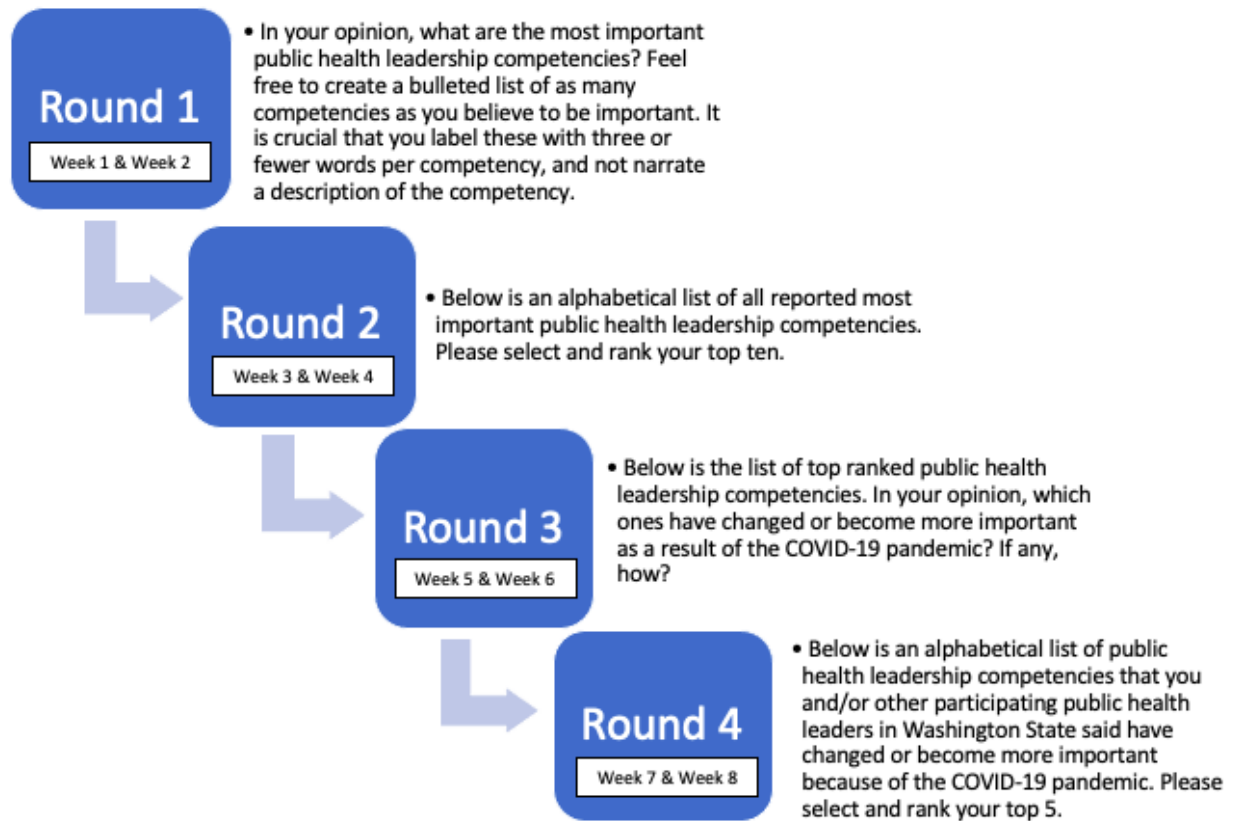 Round 1
Week 1 & Week 2
• In your opinion, what are the most important
public health leadership competencies? Feel
free to create a bulleted list of as many
competencies as you believe to be important. It
is crucial that you label these with three or
fewer words per competency, and not narrate
a description of the competency.
Round 2
Week 3 & Week 4
• Below is an alphabetical list of all reported most
important public health leadership competencies.
Please select and rank your top ten.
Round 3
Week 5 & Week 6
• Below is the list of top ranked public health
leadership competencies. In your opinion, which
ones have changed or become more important
as a result of the COVID-19 pandemic? If any,
how?
Round 4
Week 7 & Week 8
• Below is an alphabetical list of public
health leadership competencies that you
and/or other participating public health
leaders in Washington State said have
changed or become more important
because of the COVID-19 pandemic. Please
select and rank your top 5.